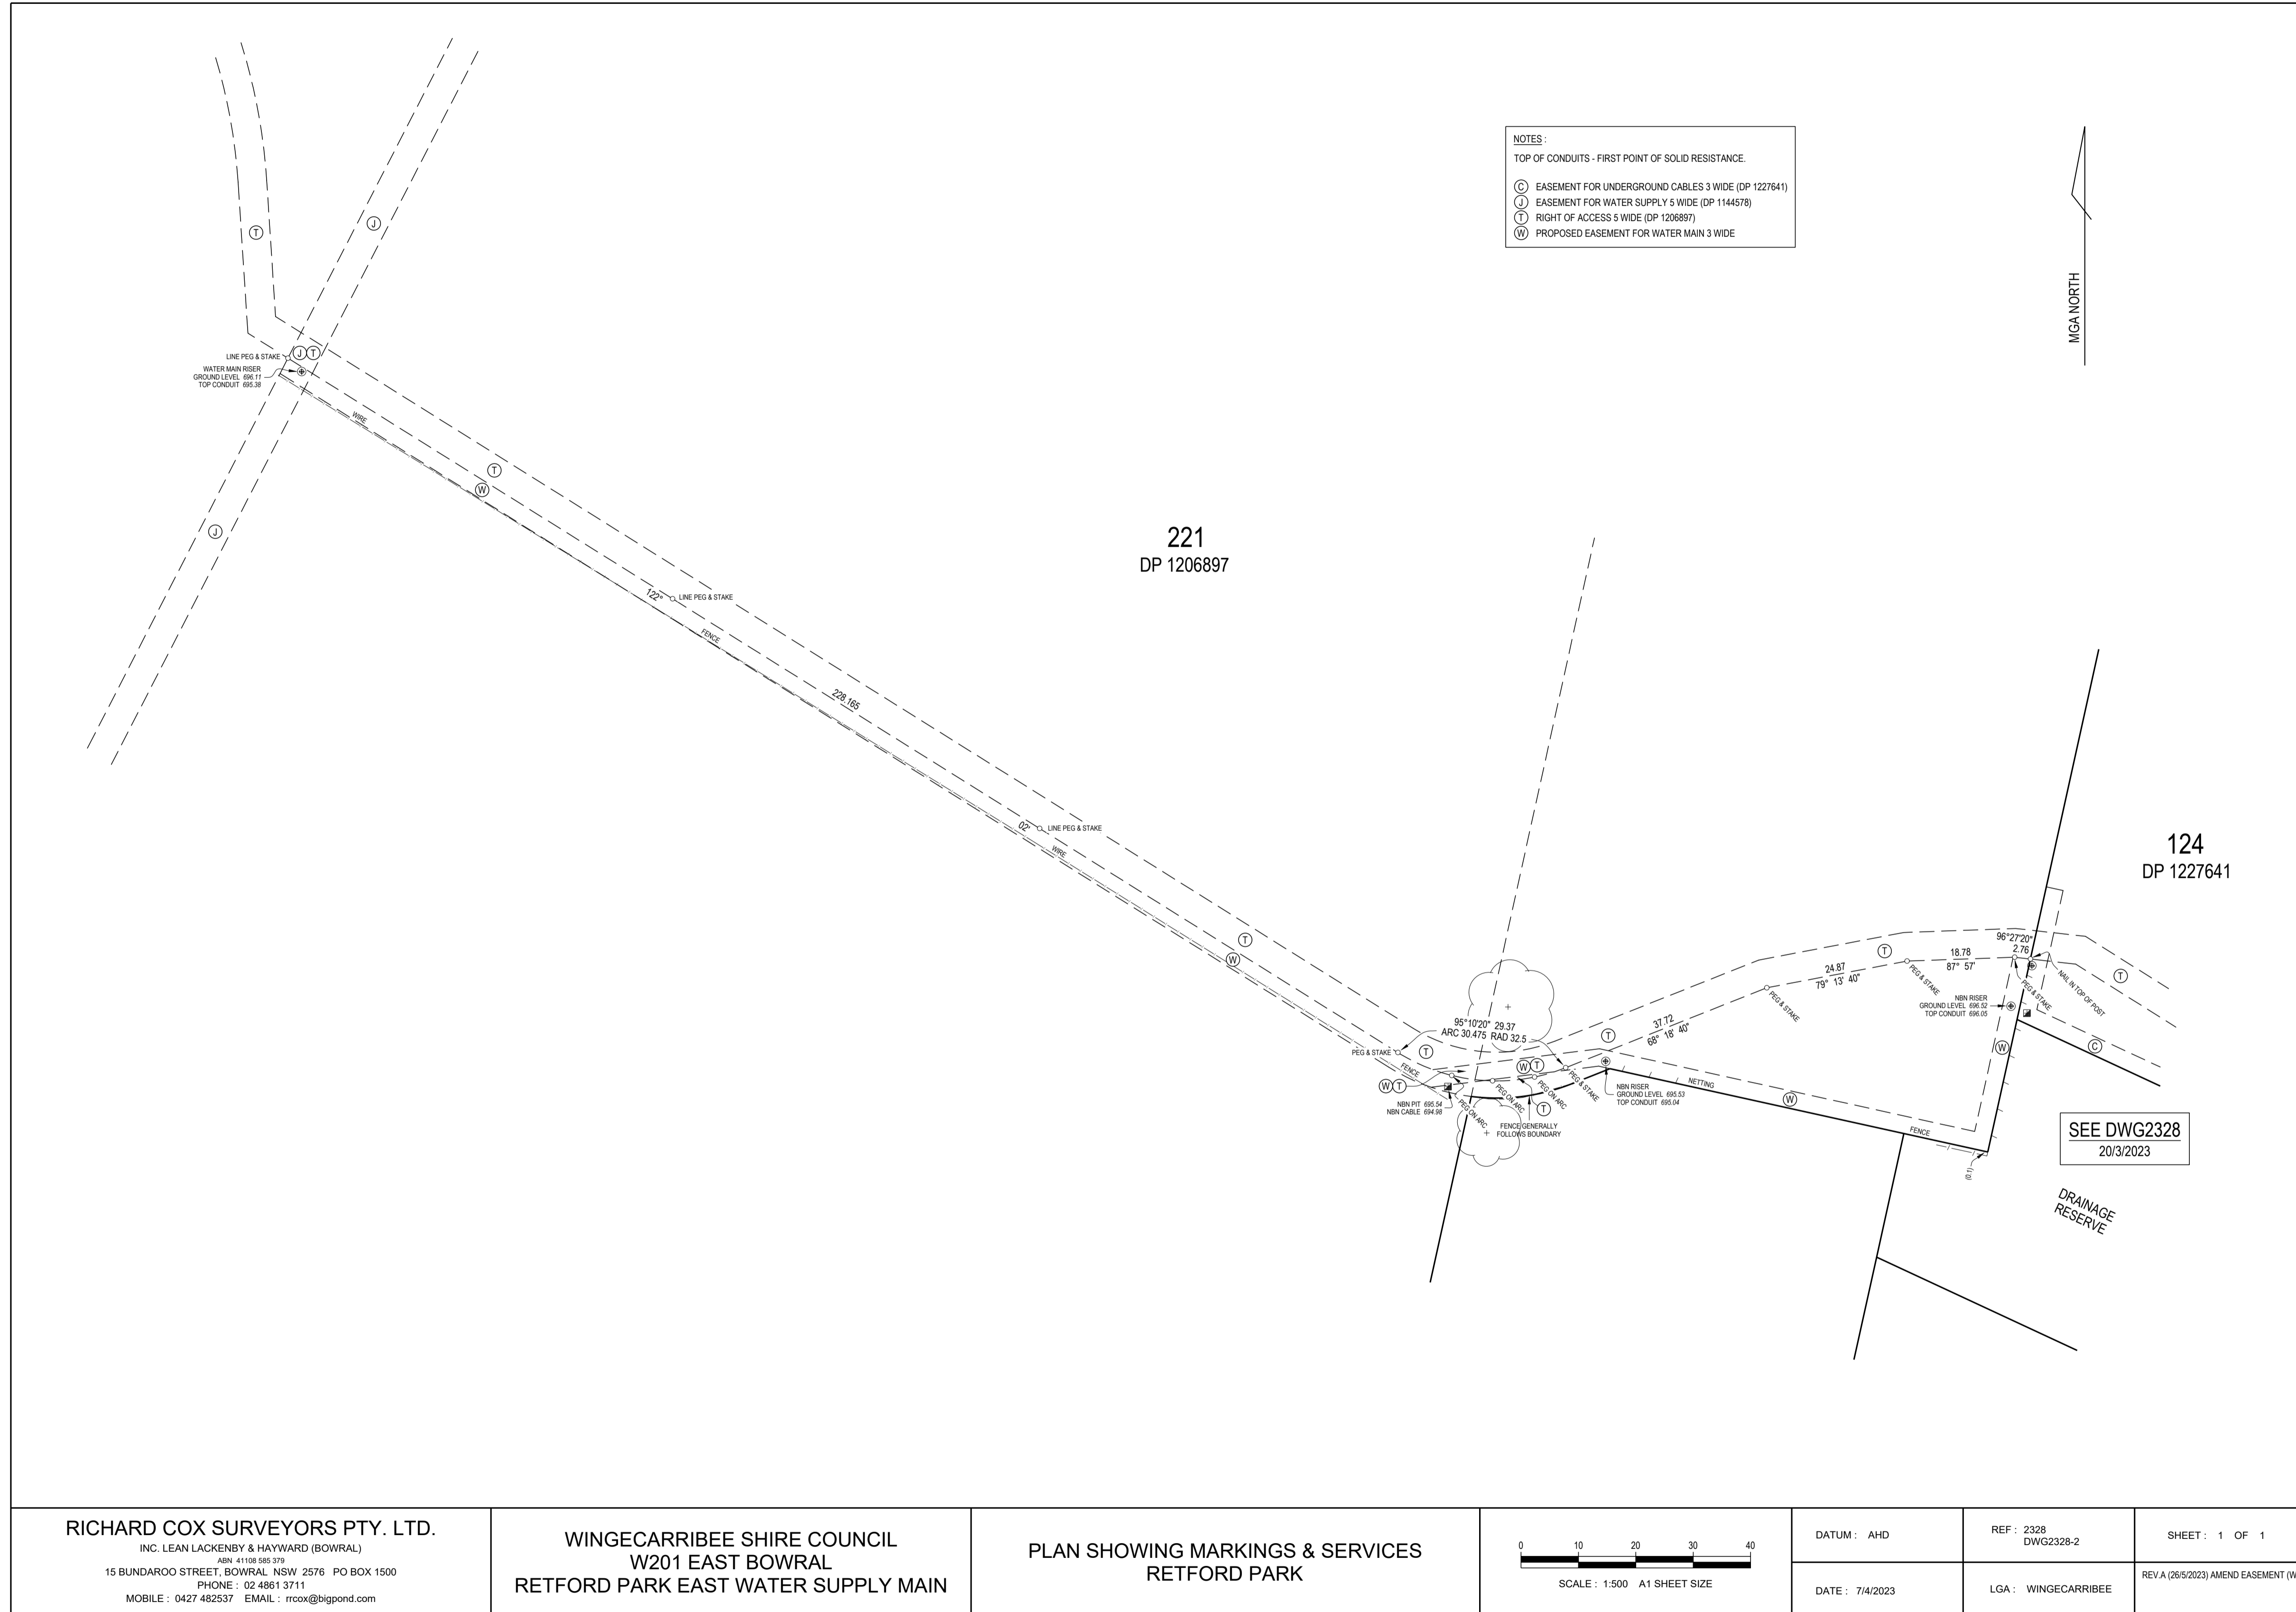 NOTES :
TOP OF CONDUITS - FIRST POINT OF SOLID RESISTANCE.
C EASEMENT FOR UNDERGROUND CABLES 3 WIDE (DP 1227641)
J EASEMENT FOR WATER SUPPLY 5 WIDE (DP 1144578)
T RIGHT OF ACCESS 5 WIDE (DP 1206897)
W PROPOSED EASEMENT FOR WATER MAIN 3 WIDE
MGA NORTH
T
J
LINE PEG & STAKE
J T
WATER MAIN RISER
GROUND LEVEL 696.11
TOP CONDUIT 695.38
WIRE
T
W
J
221
DP 1206897
122°
LINE PEG & STAKE
FENCE
228.165
02'
LINE PEG & STAKE
WIRE
T
W
124
DP 1227641
96°27'20"
2.76
18.78
87° 57'
T
24.87
79° 13' 40"
PEG & STAKE
PEG & STAKE
PEG & STAKE
NAIL IN TOP OF POST
T
NBN RISER
GROUND LEVEL 696.52
TOP CONDUIT 696.05
37.72
68° 18' 40"
95°10'20" 29.37
ARC 30.475 RAD 32.5
T
PEG & STAKE
T
FENCE
W T
W T
NBN PIT 695.54
NBN CABLE 694.98
PEG ON ARC
PEG ON ARC
PEG ON ARC
PEG & STAKE
T
FENCE GENERALLY
FOLLOWS BOUNDARY
NBN RISER
GROUND LEVEL 695.53
TOP CONDUIT 695.04
NETTING
W
W
C
FENCE
(0.1)
SEE DWG2328
20/3/2023
DRAINAGE
RESERVE
RICHARD COX SURVEYORS PTY. LTD.
INC. LEAN LACKENBY & HAYWARD (BOWRAL)
ABN 41108 585 379
15 BUNDAROO STREET, BOWRAL NSW 2576 PO BOX 1500
PHONE : 02 4861 3711
MOBILE : 0427 482537 EMAIL : rrcox@bigpond.com
WINGECARRIBEE SHIRE COUNCIL
W201 EAST BOWRAL
RETFORD PARK EAST WATER SUPPLY MAIN
PLAN SHOWING MARKINGS & SERVICES
RETFORD PARK
0 10 20 30 40
SCALE : 1:500 A1 SHEET SIZE
DATUM : AHD
DATE : 7/4/2023
REF : 2328
DWG2328-2
LGA : WINGECARRIBEE
SHEET : 1 OF 1
REV.A (26/5/2023) AMEND EASEMENT (W